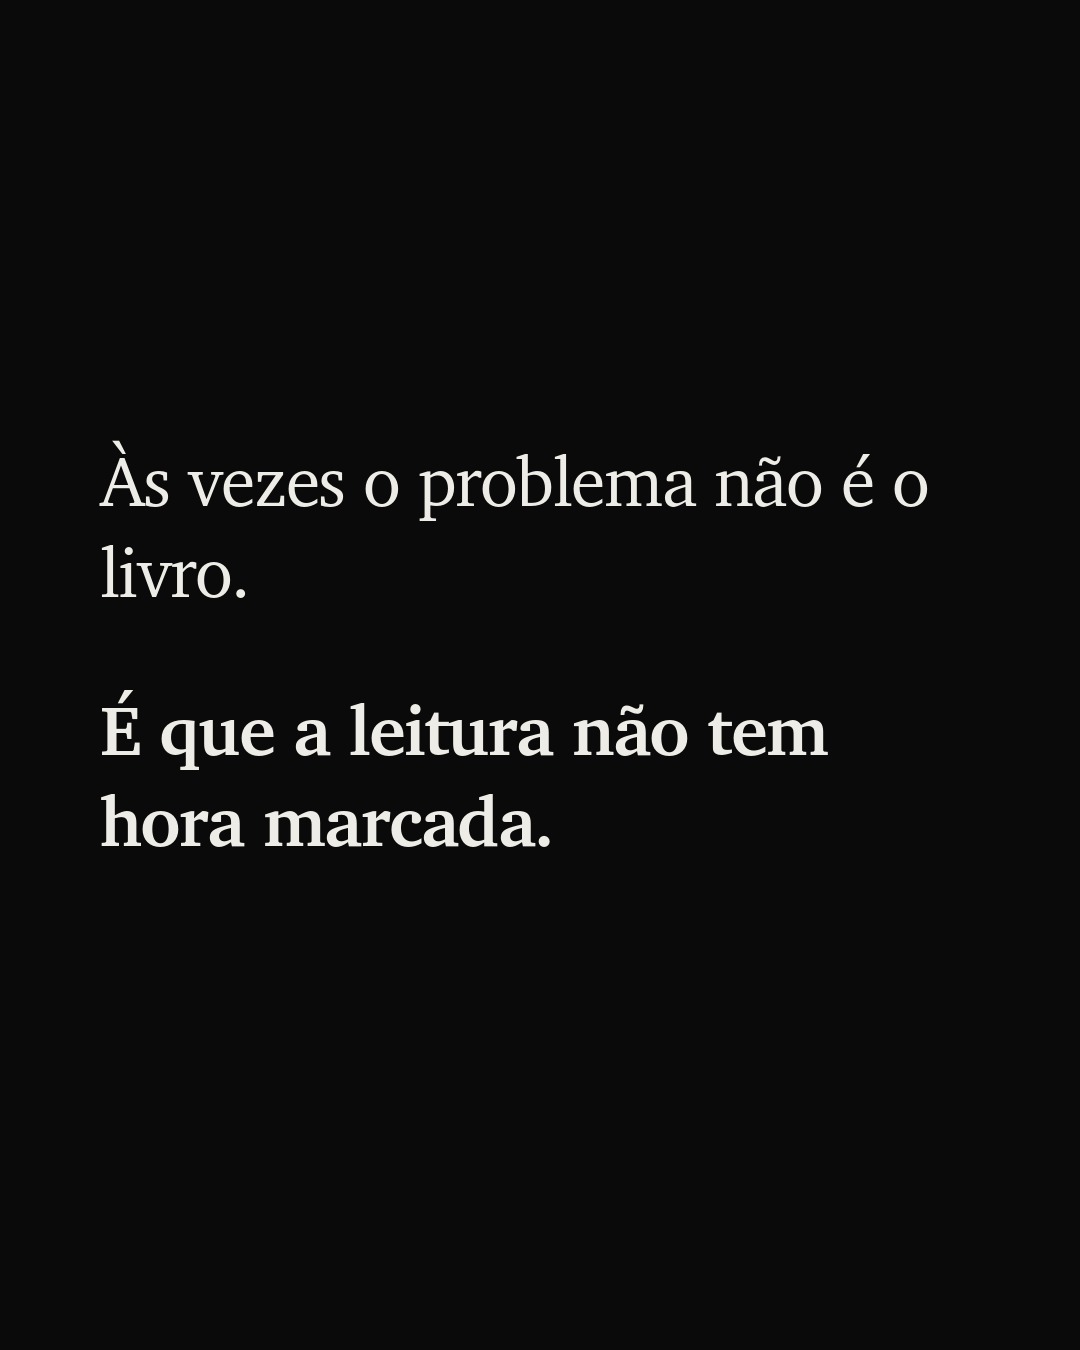 Às vezes o problema não é o
livro.
É que a leitura não tem
hora marcada.